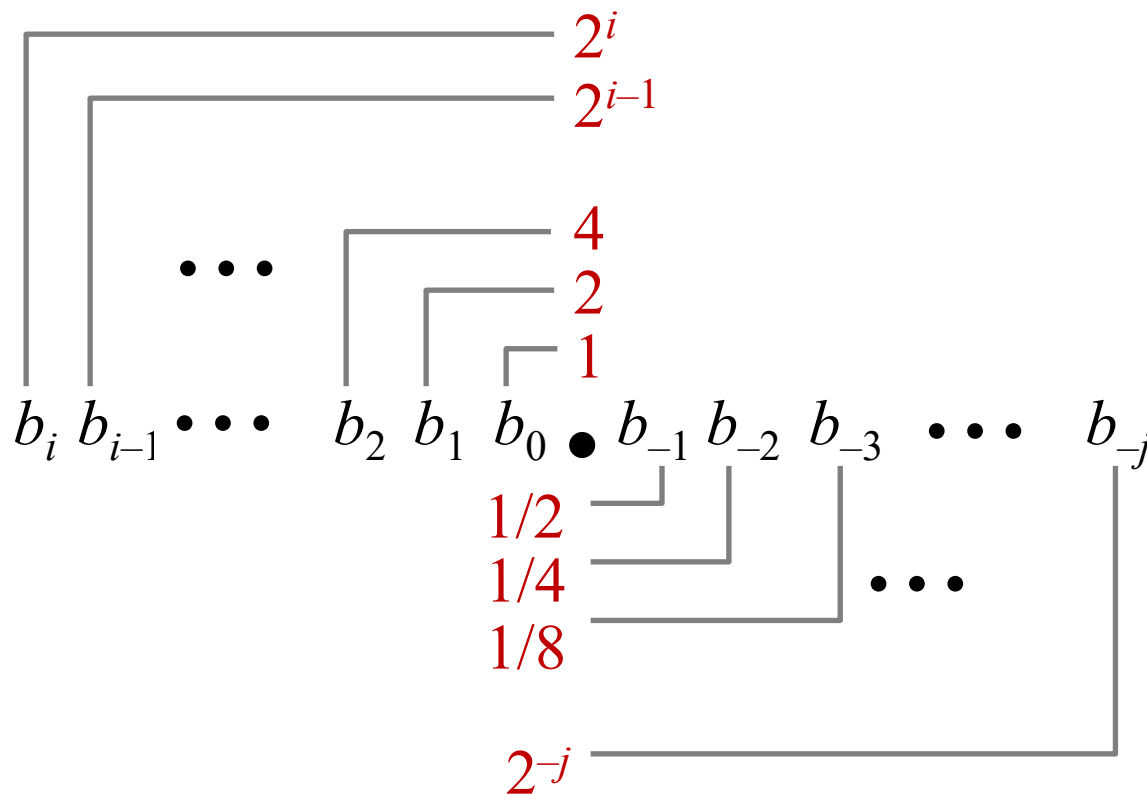 2^i
2^{i–1}
4
2
1
b_i b_{i–1} • • • b_2 b_1 b_0 . b_{–1} b_{–2} b_{–3} • • • b_{–j}
1/2
1/4
1/8
2^{–j}